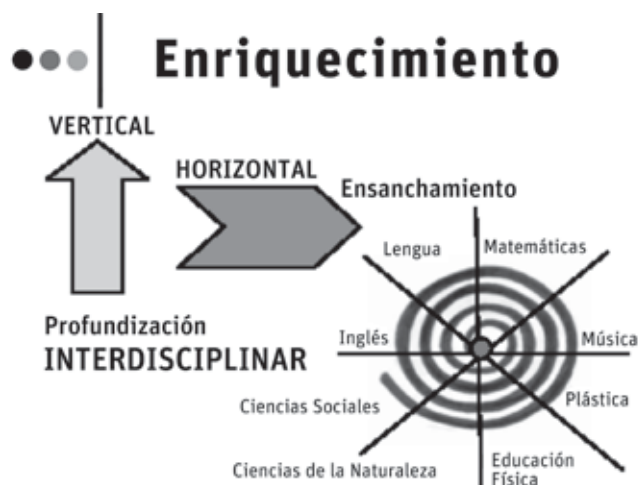 Enriquecimiento
VERTICAL
HORIZONTAL
Ensanchamiento
Lengua
Matemáticas
Profundización
INTERDISCIPLINAR
Inglés
Música
Ciencias Sociales
Plástica
Ciencias de la Naturaleza
Educación
Física